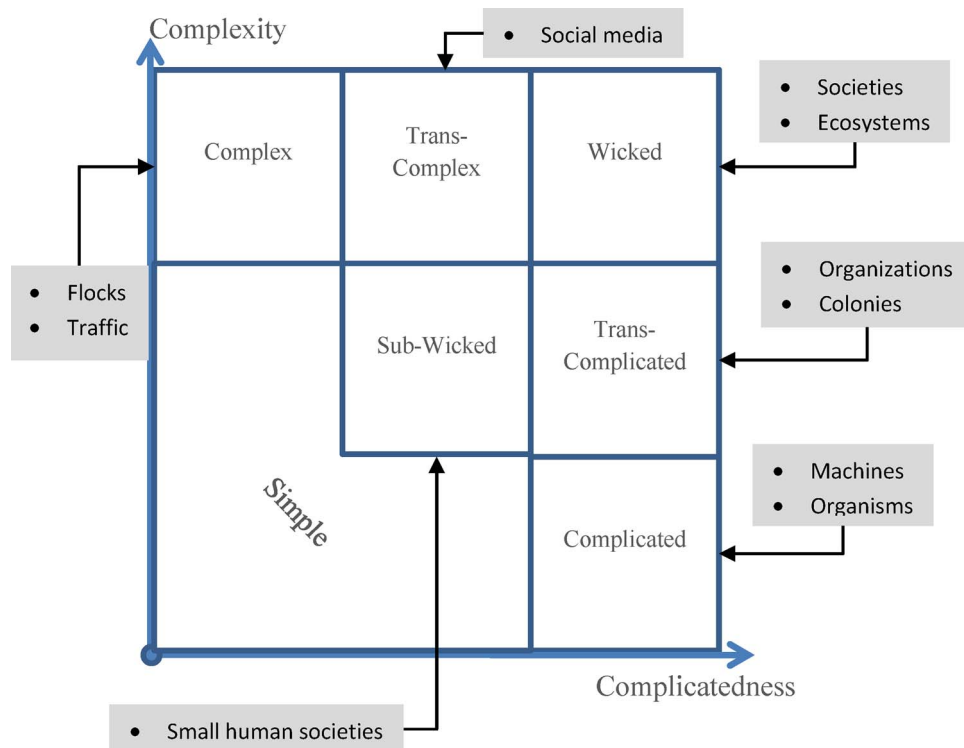 Complexity
• Social media
• Societies
• Ecosystems
Complex
Trans-
Complex
Wicked
• Flocks
• Traffic
• Organizations
• Colonies
Sub-Wicked
Trans-
Complicated
• Machines
• Organisms
Simple
Complicated
Complicatedness
• Small human societies